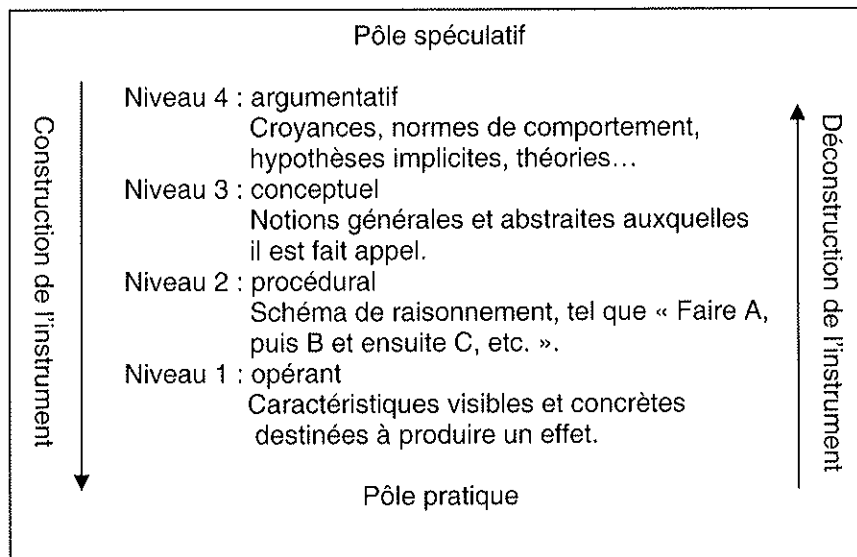 Pôle spéculatif
Construction de l'instrument
Niveau 4 : argumentatif
Croyances, normes de comportement,
hypothèses implicites, théories...
Niveau 3 : conceptuel
Notions générales et abstraites auxquelles
il est fait appel.
Niveau 2 : procédural
Schéma de raisonnement, tel que « Faire A,
puis B et ensuite C, etc. ».
Niveau 1 : opérant
Caractéristiques visibles et concrètes
destinées à produire un effet.
Déconstruction de l'instrument
Pôle pratique